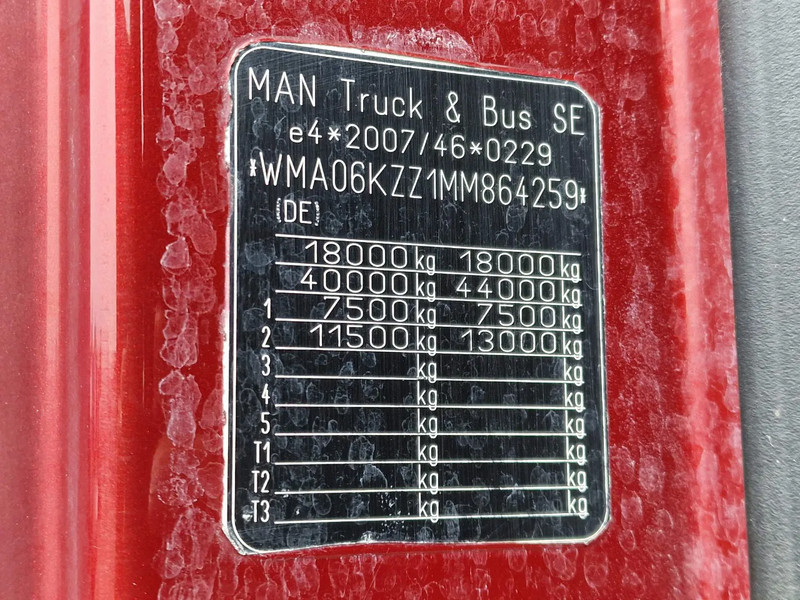 MAN Truck & Bus SE
e4*2007/46*0229
*WMA06KZZ1MM864259*
DE
18000 kg 18000 kg
40000 kg 44000 kg
1 7500 kg 7500 kg
2 11500 kg 13000 kg
3 kg kg
4 kg kg
5 kg kg
T1 kg kg
T2 kg kg
T3 kg kg